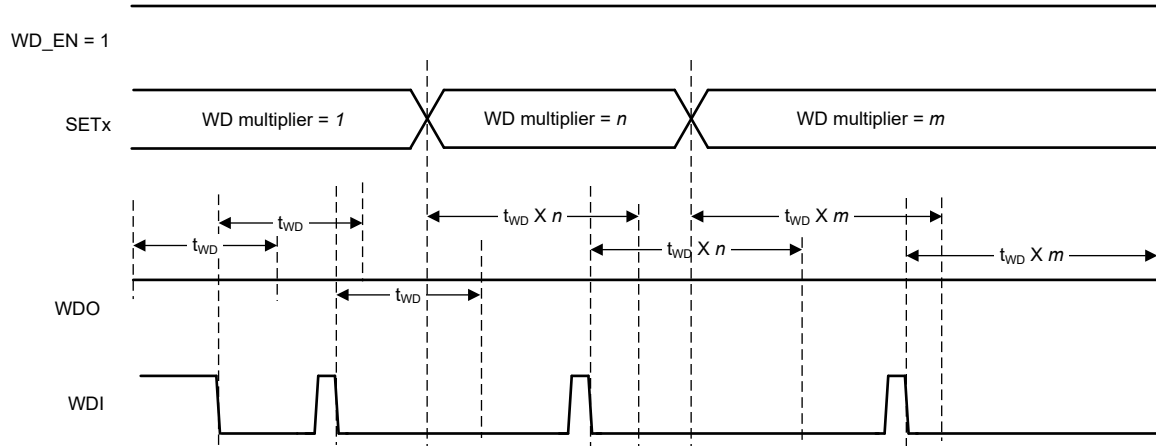 WD_EN = 1
SETx
WD multiplier = 1
WD multiplier = n
WD multiplier = m
tWD
tWD X n
tWD X m
tWD
tWD X n
tWD X m
WDO
tWD
WDI